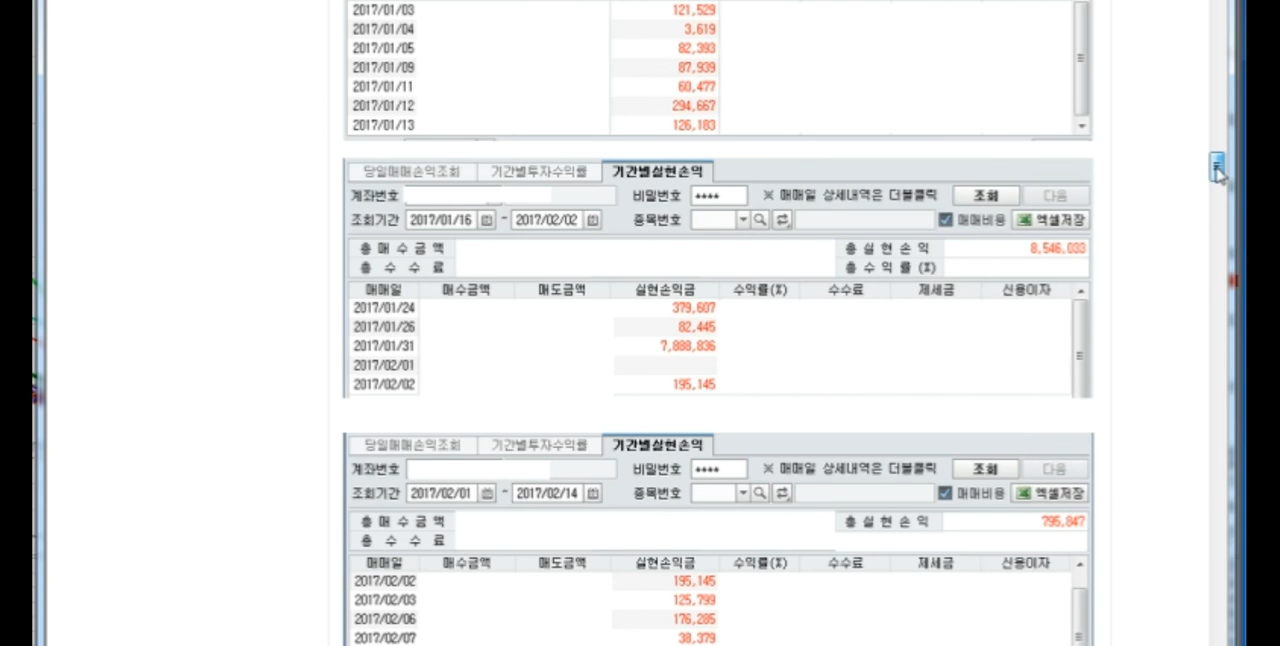 2017/01/03 121,529
2017/01/04 3,619
2017/01/05 82,393
2017/01/09 87,939
2017/01/11 60,477
2017/01/12 294,667
2017/01/13 126,183
당일매매손익조회 기간별투자수익률 기간별실현손익
계좌번호 비밀번호 **** ※ 매매일 상세내역은 더블클릭 조회 다음
조회기간 2017/01/16 ~ 2017/02/02 종목번호 매매비용 엑셀저장
총 매 수 금 액 총 실 현 손 익 8,546,033
총 수 수 료 총 수 익 률 (%)
매매일 매수금액 매도금액 실현손익금 수익률(%) 수수료 제세금 신용이자
2017/01/24 379,607
2017/01/26 82,445
2017/01/31 7,888,836
2017/02/01
2017/02/02 195,145
당일매매손익조회 기간별투자수익률 기간별실현손익
계좌번호 비밀번호 **** ※ 매매일 상세내역은 더블클릭 조회 다음
조회기간 2017/02/01 ~ 2017/02/14 종목번호 매매비용 엑셀저장
총 매 수 금 액 총 실 현 손 익 795,847
총 수 수 료
매매일 매수금액 매도금액 실현손익금 수익률(%) 수수료 제세금 신용이자
2017/02/02 195,145
2017/02/03 125,799
2017/02/06 176,285
2017/02/07 38,379